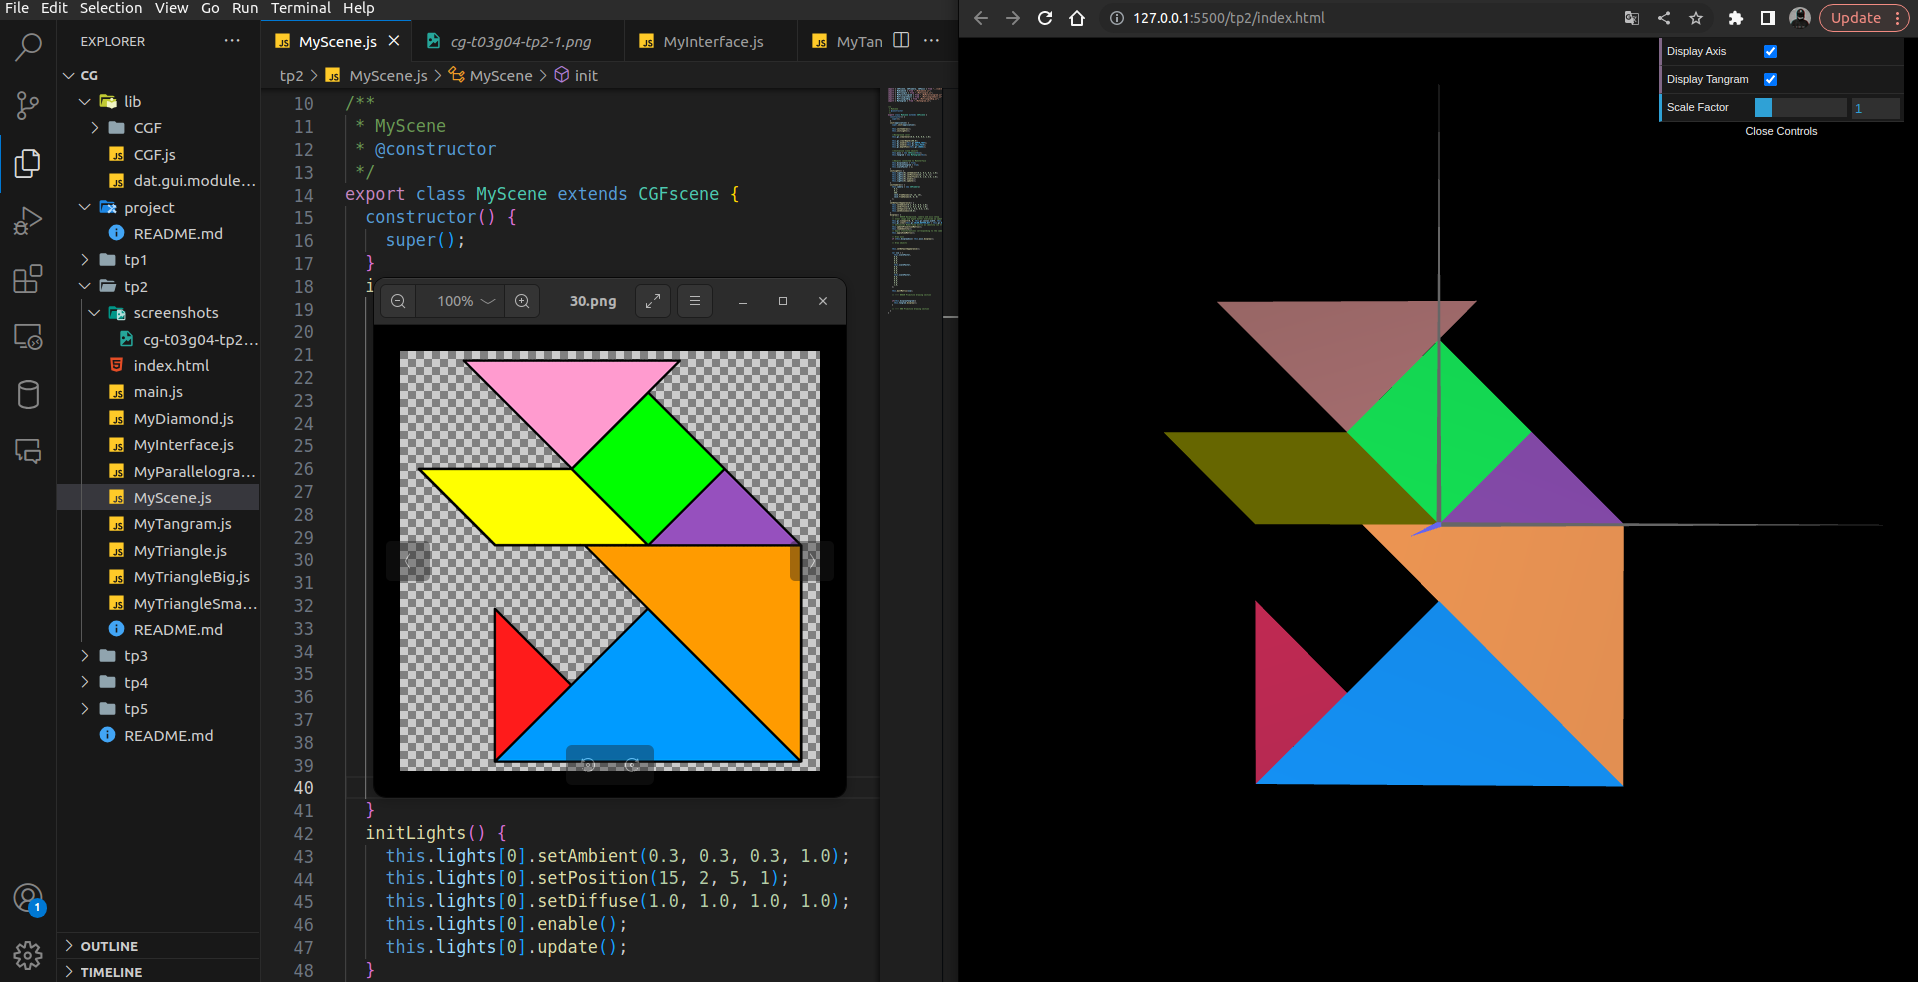 File Edit Selection View Go Run Terminal Help
EXPLORER
CG
lib
CGF
CGF.js
dat.gui.module...
project
README.md
tp1
tp2
screenshots
cg-t03g04-tp2...
index.html
main.js
MyDiamond.js
MyInterface.js
MyParallelogra...
MyScene.js
MyTangram.js
MyTriangle.js
MyTriangleBig.js
MyTriangleSma...
README.md
tp3
tp4
tp5
README.md
1
OUTLINE
TIMELINE
MyScene.js cg-t03g04-tp2-1.png MyInterface.js MyTan
tp2 > MyScene.js > MyScene > init
10 /**
11 * MyScene
12 * @constructor
13 */
14 export class MyScene extends CGFscene {
15 constructor() {
16 super();
17 }
18 i
19
20
21
22
23
24
25
26
27
28
29
30
31
32
33
34
35
36
37
38
39
40
41 }
42 initLights() {
43 this.lights[0].setAmbient(0.3, 0.3, 0.3, 1.0);
44 this.lights[0].setPosition(15, 2, 5, 1);
45 this.lights[0].setDiffuse(1.0, 1.0, 1.0, 1.0);
46 this.lights[0].enable();
47 this.lights[0].update();
48 }
100% 30.png
127.0.0.1:5500/tp2/index.html
Update
Display Axis
Display Tangram
Scale Factor 1
Close Controls